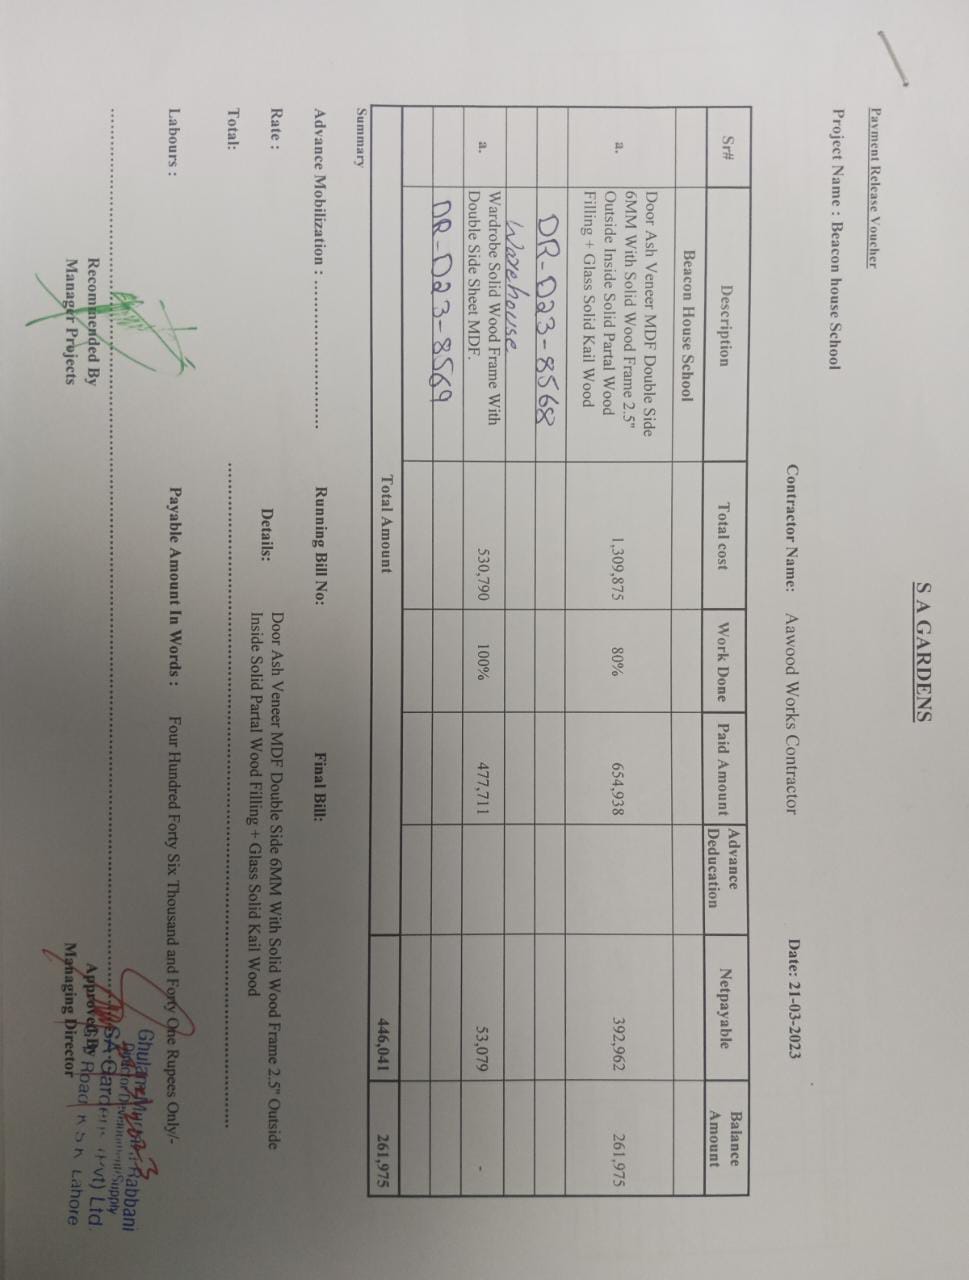 S A GARDENS
Payment Release Voucher
Project Name : Beacon house School
Contractor Name: Aawood Works Contractor Date: 21-03-2023
Sr# Description Total cost Work Done Paid Amount Advance Deducation Netpayable Balance Amount
Beacon House School
a. Door Ash Veneer MDF Double Side 6MM With Solid Wood Frame 2.5" Outside Inside Solid Partal Wood Filling + Glass Solid Kail Wood 1,309,875 80% 654,938 392,962 261,975
DR-D23-8568
Warehouse
a. Wardrobe Solid Wood Frame With Double Side Sheet MDF. 530,790 100% 477,711 53,079 -
DR-D23-8569
Total Amount 446,041 261,975
Summary
Advance Mobilization : .................... Running Bill No: Final Bill:
Rate : Details: Door Ash Veneer MDF Double Side 6MM With Solid Wood Frame 2.5" Outside
Inside Solid Partal Wood Filling + Glass Solid Kail Wood
Total:
Labours : Payable Amount In Words : Four Hundred Forty Six Thousand and Forty One Rupees Only/-
Recommended By Approved By
Manager Projects Managing Director
Rabbani
Supply
SA Gardens (Pvt) Ltd.
Road K S K Lahore